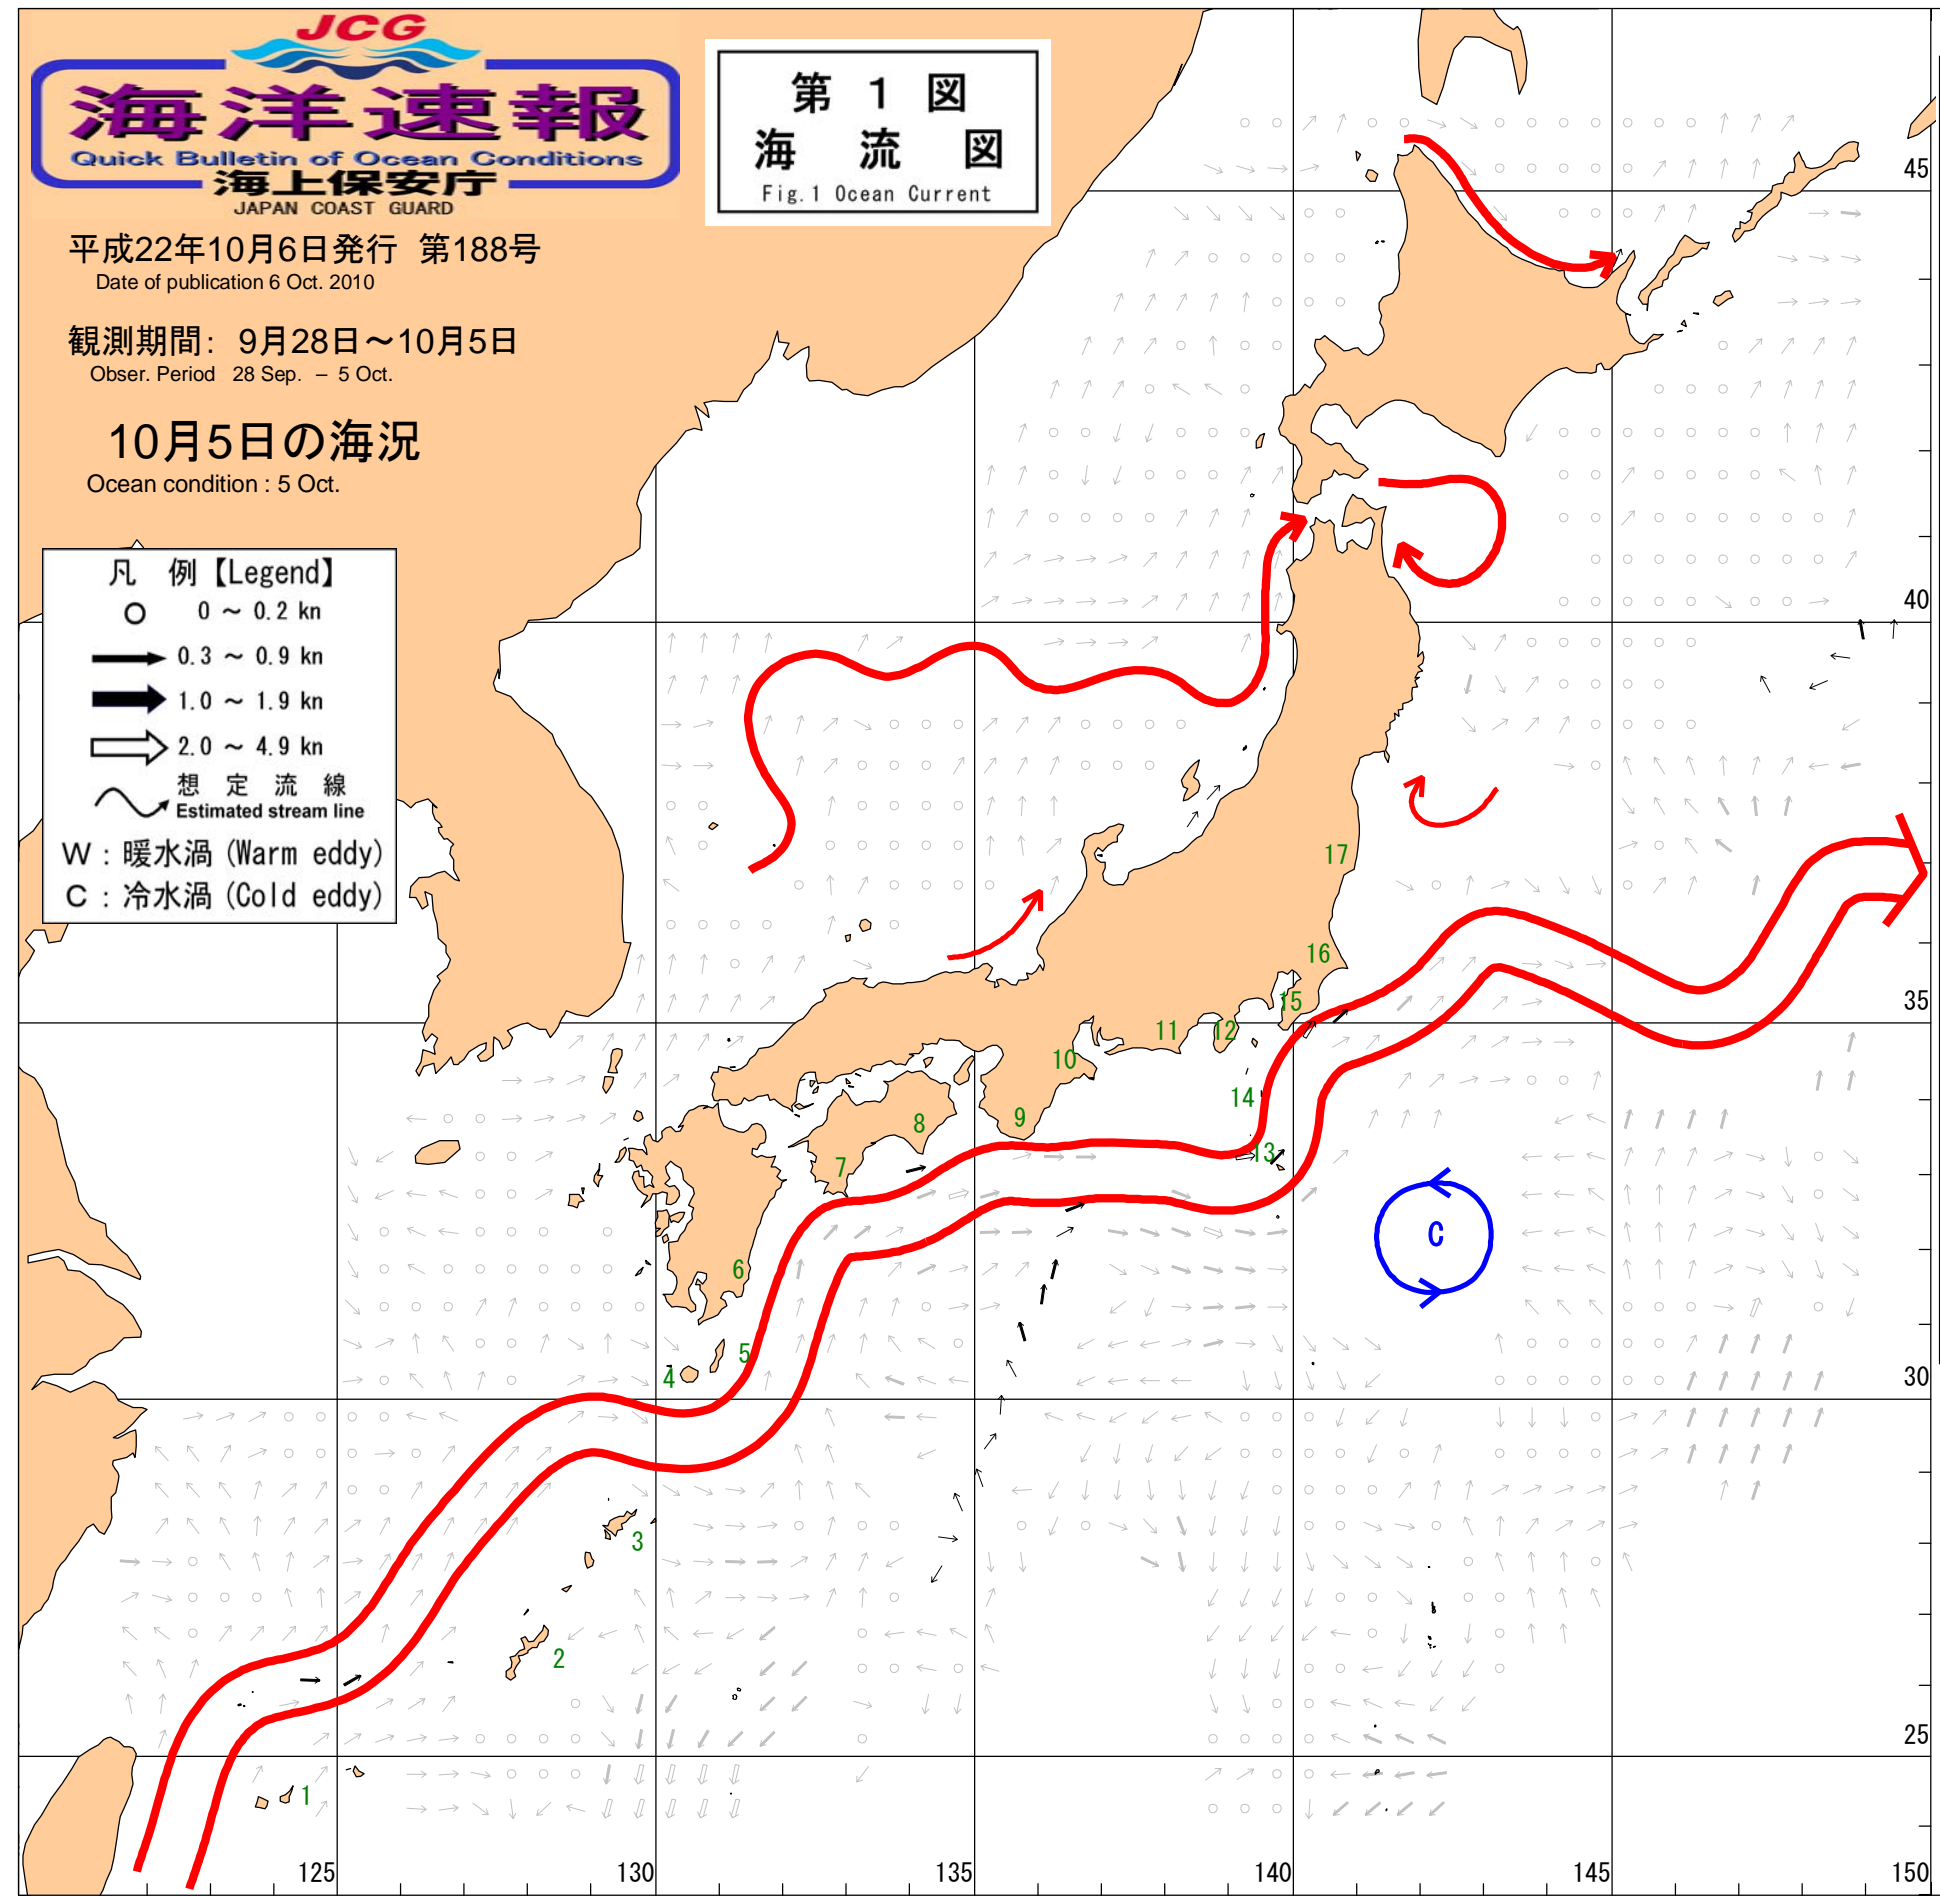 JCG
海洋速報
Quick Bulletin of Ocean Conditions
海上保安庁
JAPAN COAST GUARD
第 1 図
海 流 図
Fig.1 Ocean Current
平成22年10月6日発行 第188号
Date of publication 6 Oct. 2010
観測期間: 9月28日～10月5日
Obser. Period 28 Sep. – 5 Oct.
10月5日の海況
Ocean condition : 5 Oct.
凡 例【Legend】
0 ～ 0.2 kn
0.3 ～ 0.9 kn
1.0 ～ 1.9 kn
2.0 ～ 4.9 kn
想 定 流 線
Estimated stream line
W : 暖水渦 (Warm eddy)
C : 冷水渦 (Cold eddy)
45
40
17
16
35
15
12
11
10
14
9
8
13
7
C
6
5
4
30
3
2
25
1
125
130
135
140
145
150